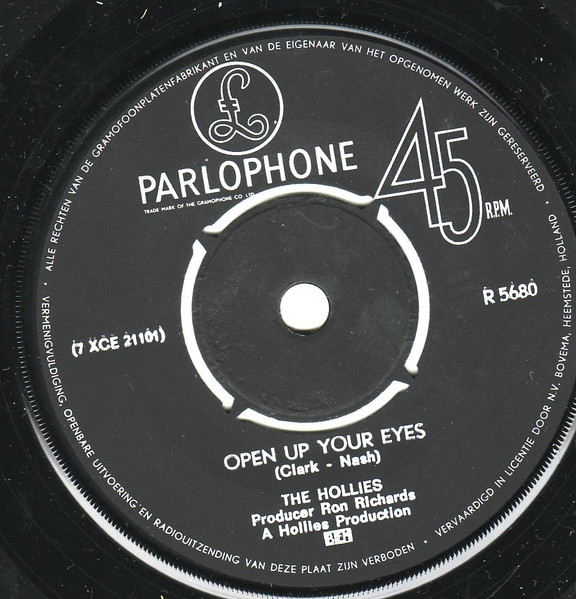 ALLE RECHTEN VAN DE GRAMOFOONPLATENFABRIKANT EN VAN DE EIGENAAR VAN HET OPGENOMEN WERK ZIJN GERESERVEERD •
£
PARLOPHONE
TRADE MARK OF THE GRAMOPHONE CO LTD
45
R.P.M.
R 5680
(7 XCE 21101)
OPEN UP YOUR EYES
(Clark - Nash)
THE HOLLIES
Producer Ron Richards
A Hollies Production
VERVAARDIGD IN LICENTIE DOOR N.V. BOVEMA, HEEMSTEDE, HOLLAND •
VERMENIGVULDIGING, OPENBARE UITVOERING EN RADIOUITZENDING VAN DEZE PLAAT ZIJN VERBODEN •